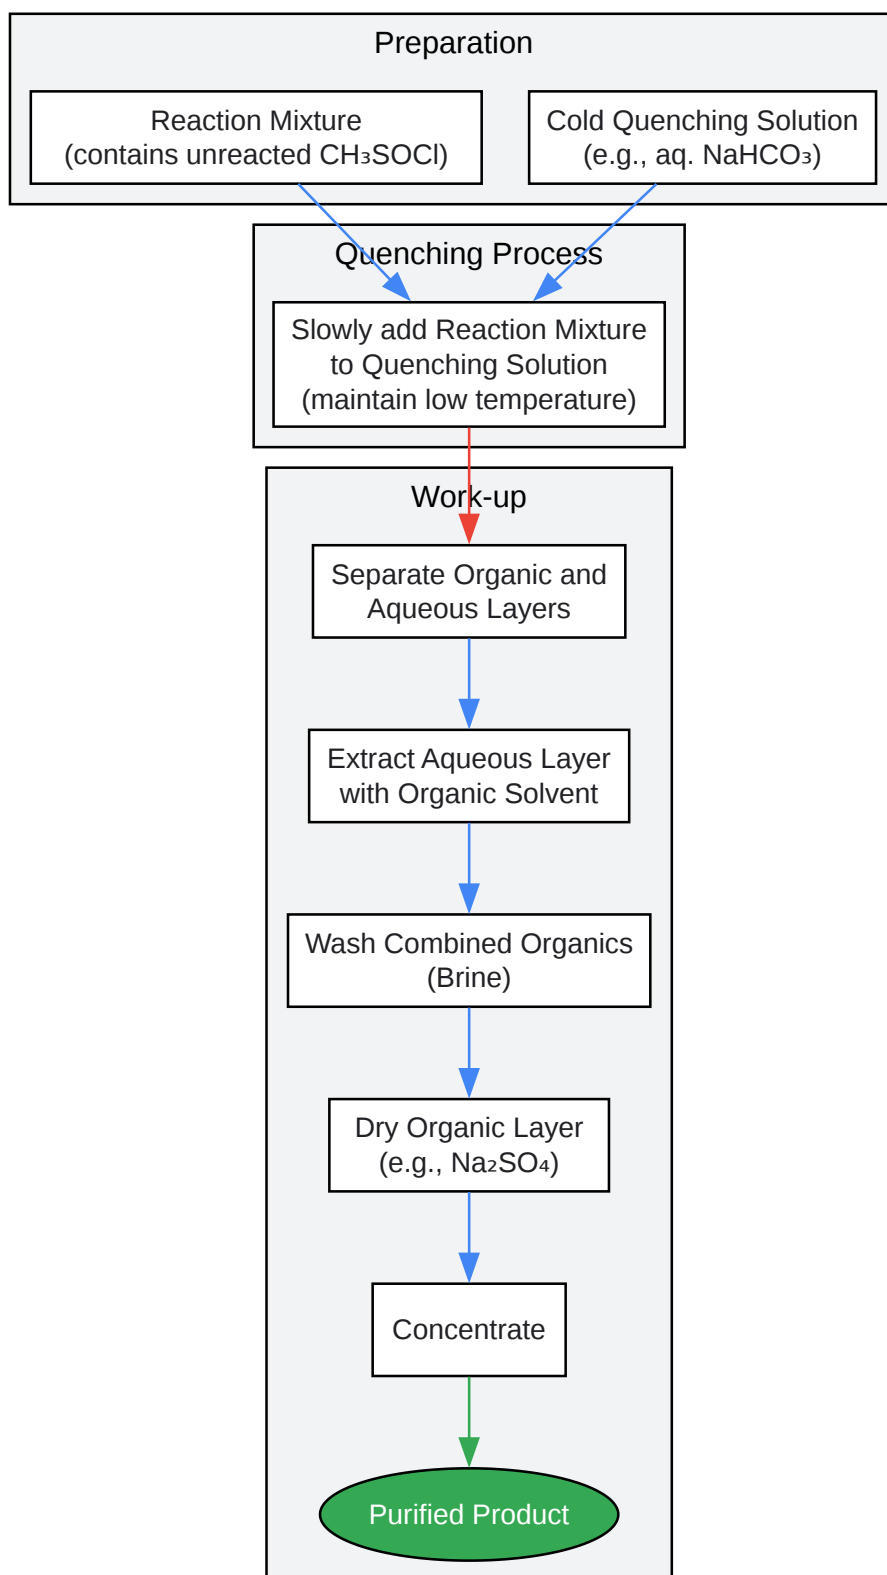 Preparation
Reaction Mixture
(contains unreacted CH₃SOCl)
Cold Quenching Solution
(e.g., aq. NaHCO₃)
Quenching Process
Slowly add Reaction Mixture
to Quenching Solution
(maintain low temperature)
Work-up
Separate Organic and
Aqueous Layers
Extract Aqueous Layer
with Organic Solvent
Wash Combined Organics
(Brine)
Dry Organic Layer
(e.g., Na₂SO₄)
Concentrate
Purified Product